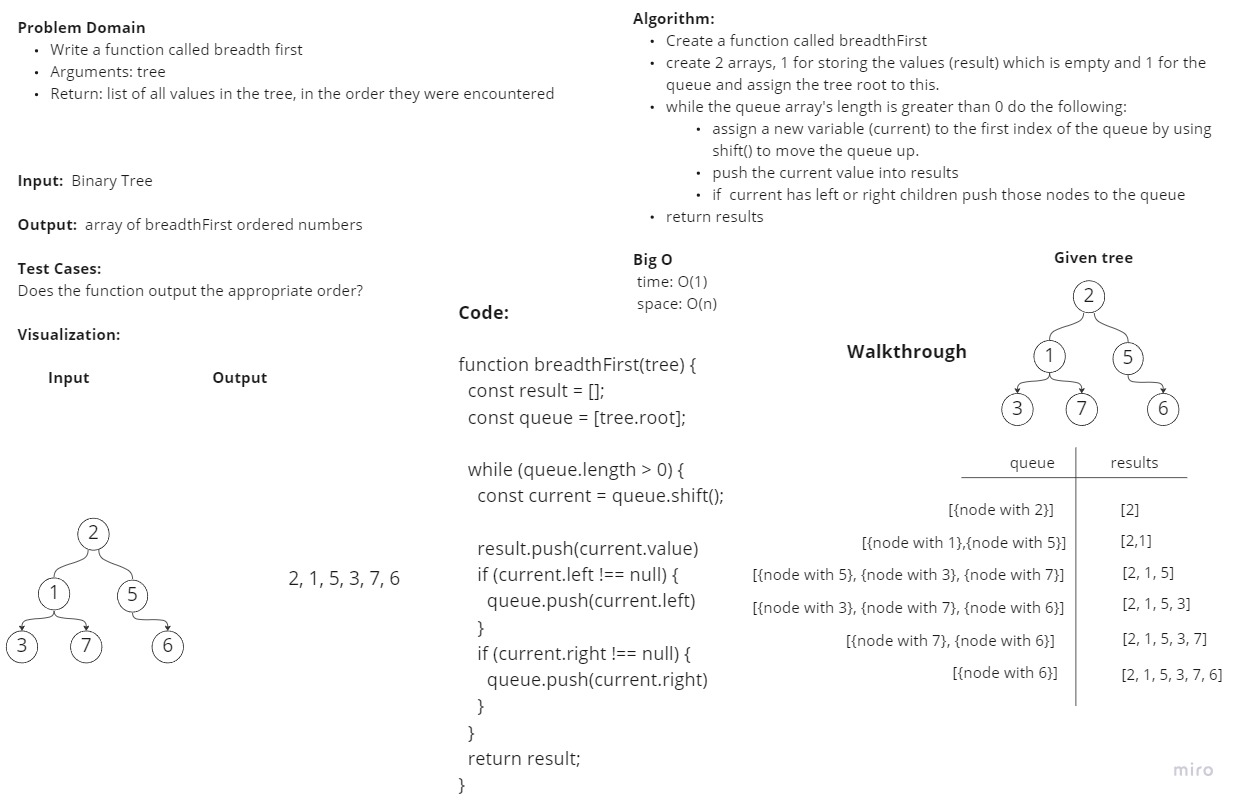 Problem Domain
• Write a function called breadth first
• Arguments: tree
• Return: list of all values in the tree, in the order they were encountered
Input: Binary Tree
Output: array of breadthFirst ordered numbers
Test Cases:
Does the function output the appropriate order?
Visualization:
Input Output
2
1 5
3 7 6
2, 1, 5, 3, 7, 6
Algorithm:
• Create a function called breadthFirst
• create 2 arrays, 1 for storing the values (result) which is empty and 1 for the
queue and assign the tree root to this.
• while the queue array's length is greater than 0 do the following:
• assign a new variable (current) to the first index of the queue by using
shift() to move the queue up.
• push the current value into results
• if current has left or right children push those nodes to the queue
• return results
Big O
time: O(1)
space: O(n)
Code:
function breadthFirst(tree) {
const result = [];
const queue = [tree.root];
while (queue.length > 0) {
const current = queue.shift();
result.push(current.value)
if (current.left !== null) {
queue.push(current.left)
}
if (current.right !== null) {
queue.push(current.right)
}
}
return result;
}
Walkthrough
Given tree
2
1 5
3 7 6
queue results
[{node with 2}] [2]
[{node with 1},{node with 5}] [2,1]
[{node with 5}, {node with 3}, {node with 7}] [2, 1, 5]
[{node with 3}, {node with 7}, {node with 6}] [2, 1, 5, 3]
[{node with 7}, {node with 6}] [2, 1, 5, 3, 7]
[{node with 6}] [2, 1, 5, 3, 7, 6]
miro